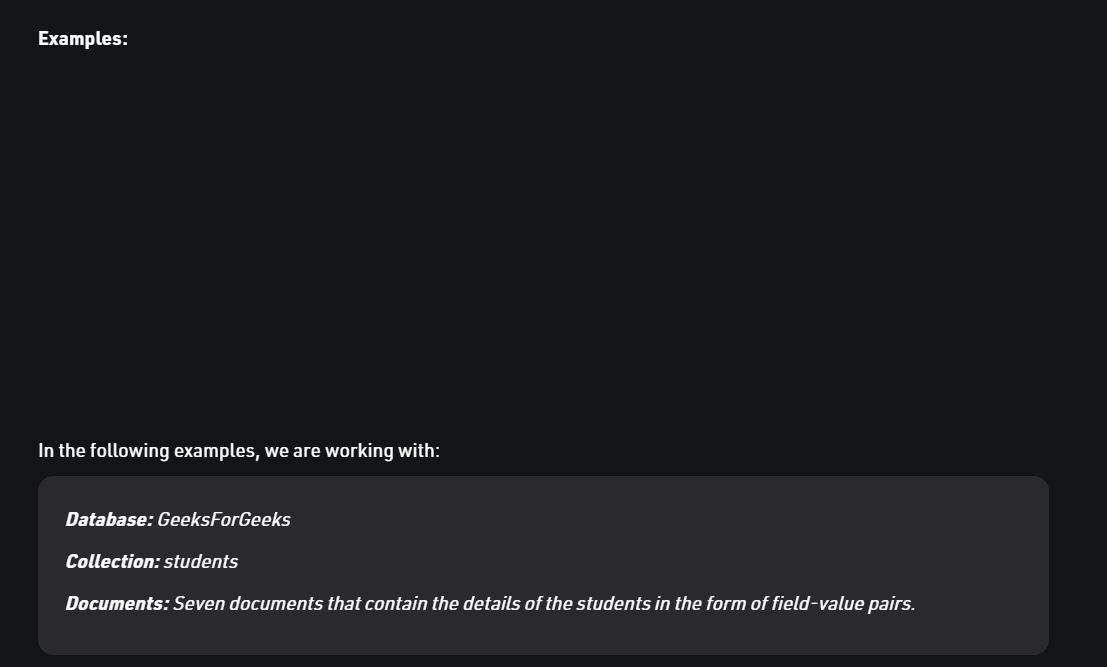 Examples:
In the following examples, we are working with:
Database: GeeksForGeeks
Collection: students
Documents: Seven documents that contain the details of the students in the form of field-value pairs.